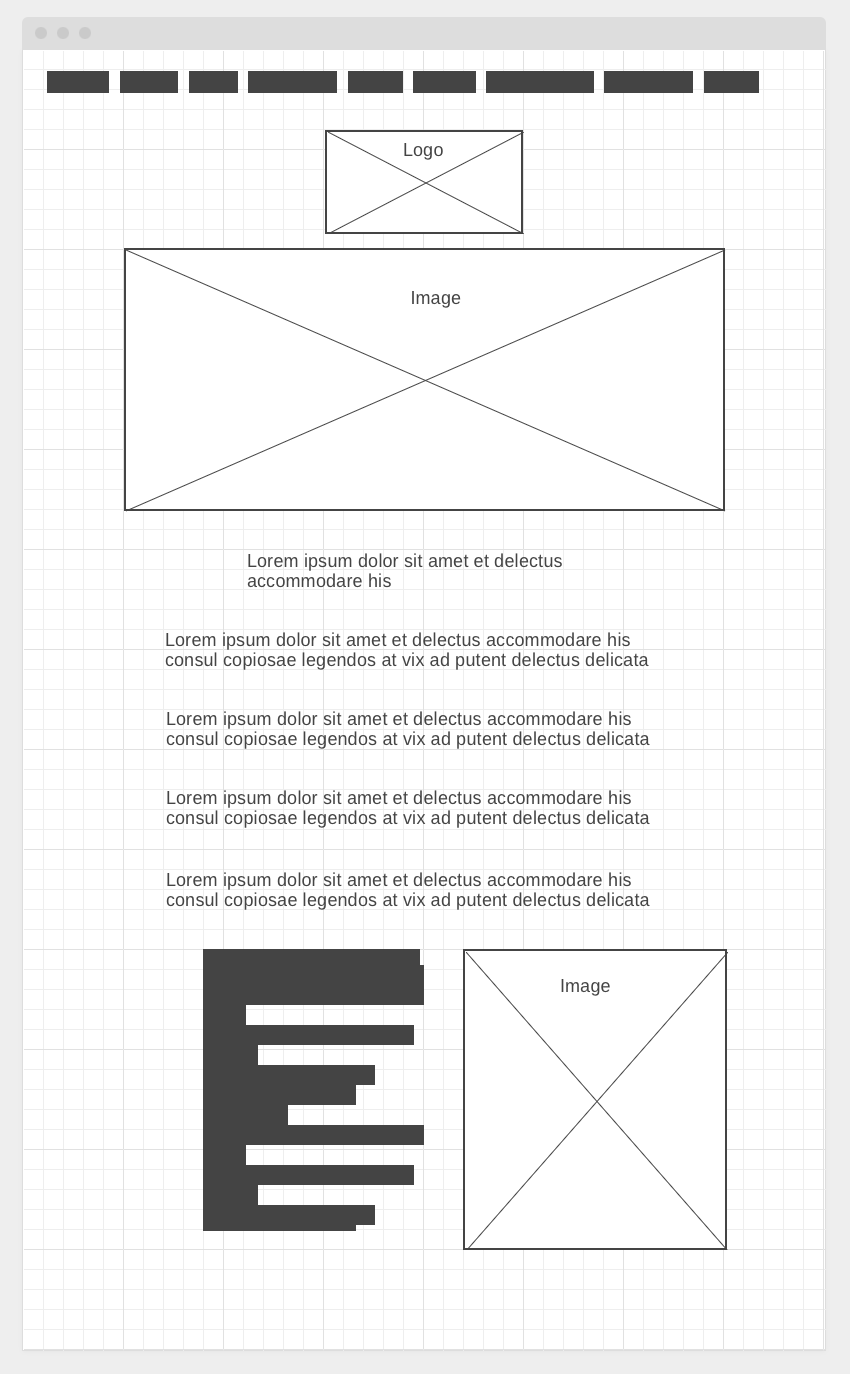 Logo
Image
Lorem ipsum dolor sit amet et delectus
accommodare his
Lorem ipsum dolor sit amet et delectus accommodare his
consul copiosae legendos at vix ad putent delectus delicata
Lorem ipsum dolor sit amet et delectus accommodare his
consul copiosae legendos at vix ad putent delectus delicata
Lorem ipsum dolor sit amet et delectus accommodare his
consul copiosae legendos at vix ad putent delectus delicata
Lorem ipsum dolor sit amet et delectus accommodare his
consul copiosae legendos at vix ad putent delectus delicata
Image